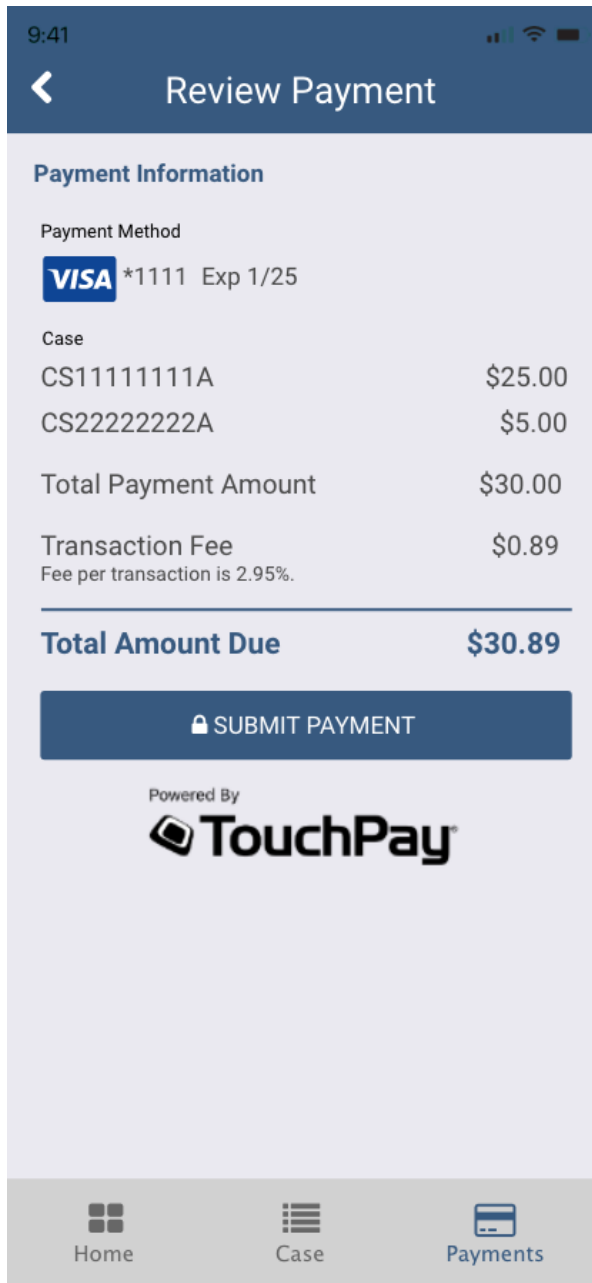 9:41
Review Payment
Payment Information
Payment Method
VISA *1111 Exp 1/25
Case
CS11111111A $25.00
CS22222222A $5.00
Total Payment Amount $30.00
Transaction Fee $0.89
Fee per transaction is 2.95%.
Total Amount Due $30.89
SUBMIT PAYMENT
Powered By
TouchPay
Home Case Payments